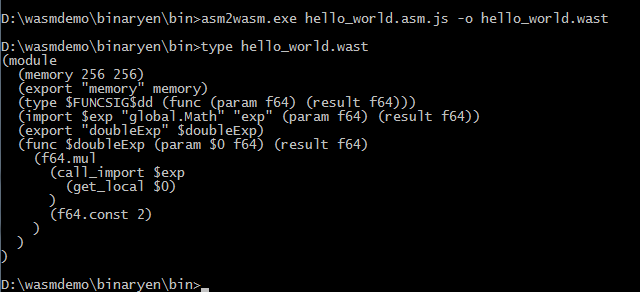 D:\wasmdemo\binaryen\bin>asm2wasm.exe hello_world.asm.js -o hello_world.wast
D:\wasmdemo\binaryen\bin>type hello_world.wast
(module
  (memory 256 256)
  (export "memory" memory)
  (type $FUNCSIG$dd (func (param f64) (result f64)))
  (import $exp "global.Math" "exp" (param f64) (result f64))
  (export "doubleExp" $doubleExp)
  (func $doubleExp (param $0 f64) (result f64)
    (f64.mul
      (call_import $exp
        (get_local $0)
      )
      (f64.const 2)
    )
  )
)
D:\wasmdemo\binaryen\bin>